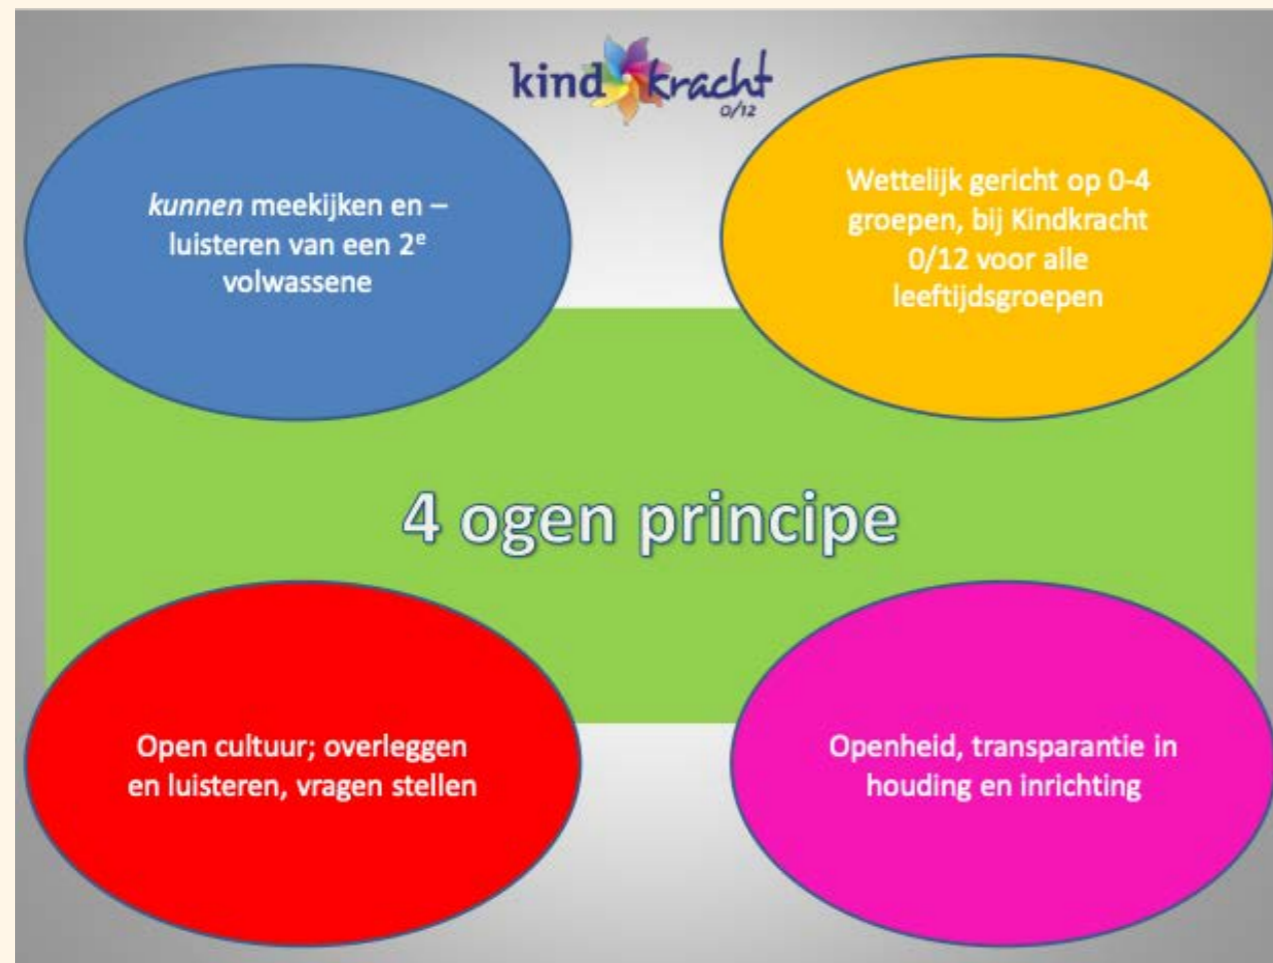 kind kracht
0/12
kunnen meekijken en –
luisteren van een 2e
volwassene
Wettelijk gericht op 0-4
groepen, bij Kindkracht
0/12 voor alle
leeftijdsgroepen
4 ogen principe
Open cultuur; overleggen
en luisteren, vragen stellen
Openheid, transparantie in
houding en inrichting